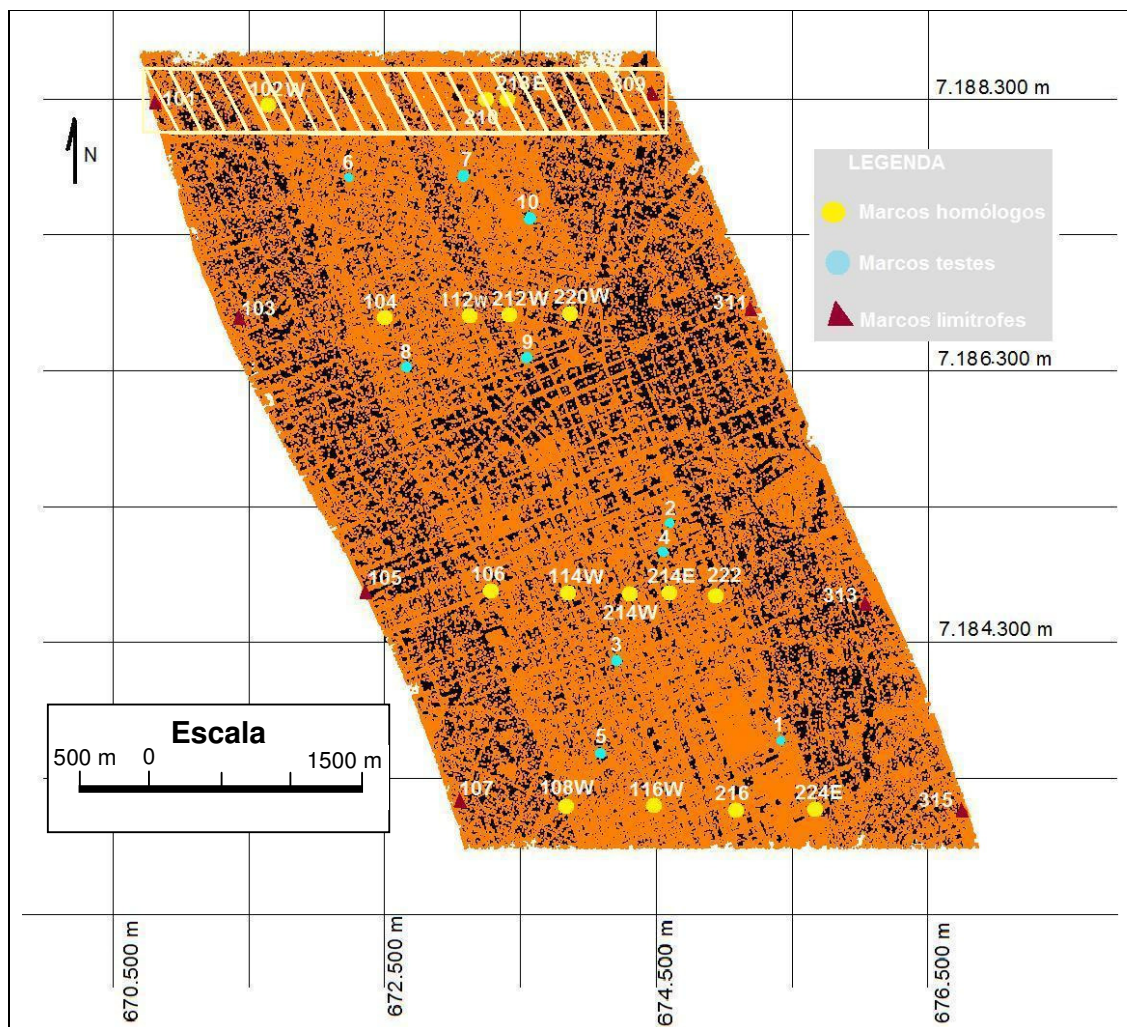 101
102W
210
218E
309
7.188.300 m
N
6
7
10
LEGENDA
Marcos homólogos
Marcos testes
Marcos limitrofes
103
104
112W
212W
220W
311
8
9
7.186.300 m
2
4
105
106
114W
214W
214E
222
313
7.184.300 m
3
Escala
500 m 0 1500 m
1
5
107
108W
116W
216
224E
315
670.500 m
672.500 m
674.500 m
676.500 m